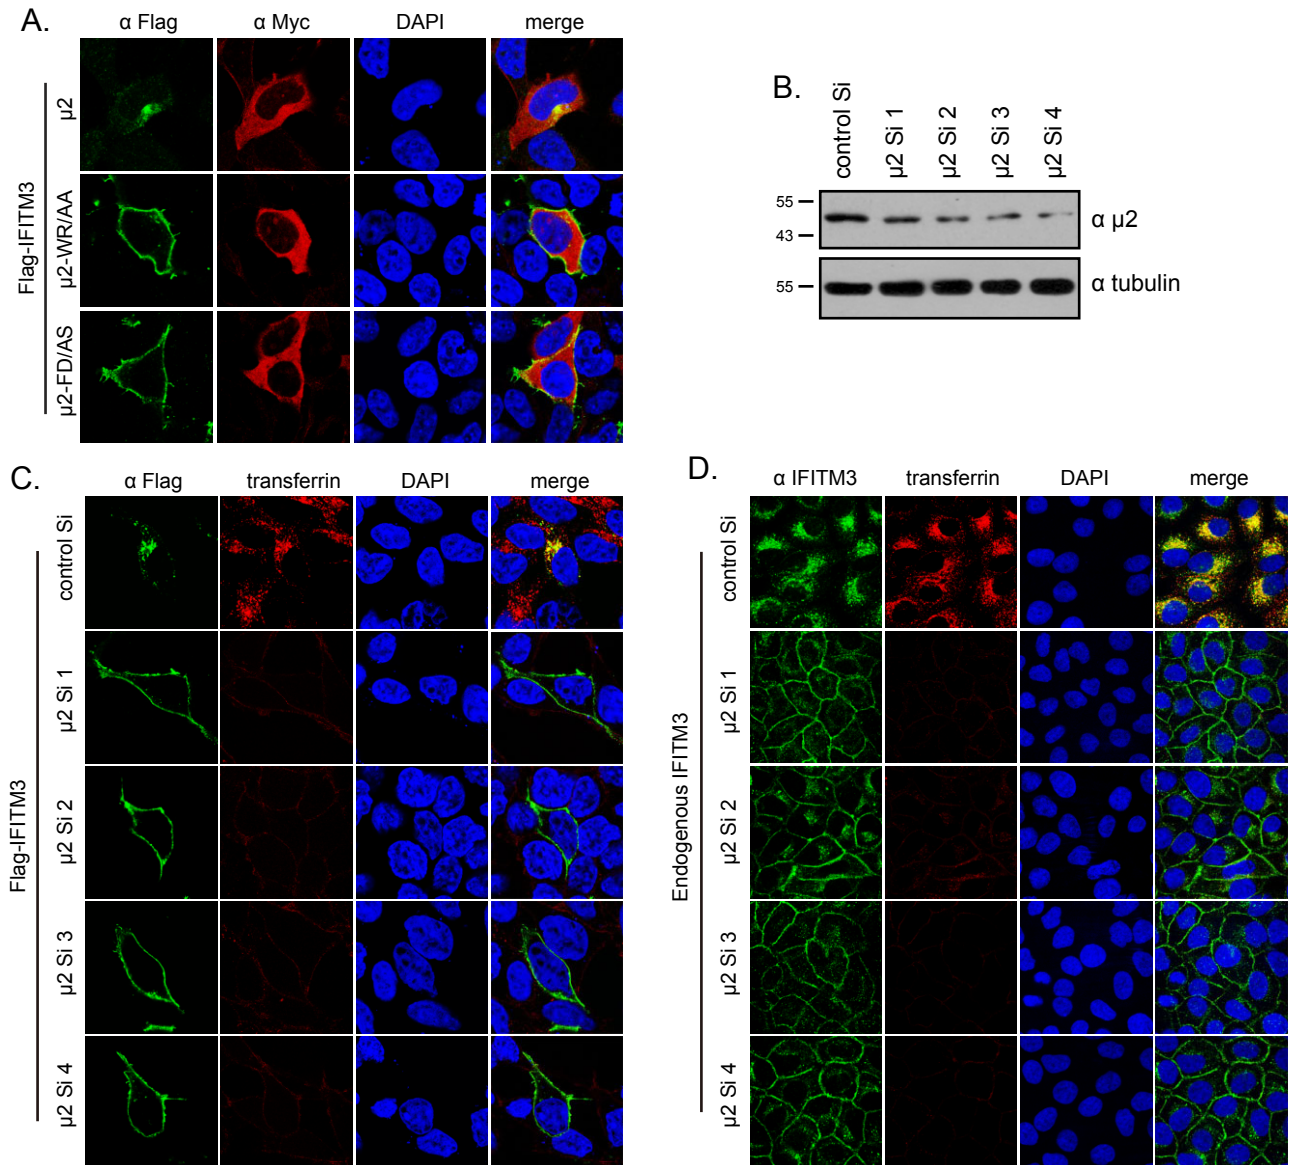 A.
α Flag
α Myc
DAPI
merge
Flag-IFITM3
µ2
µ2-WR/AA
µ2-FD/AS
B.
control Si
µ2 Si 1
µ2 Si 2
µ2 Si 3
µ2 Si 4
55
43
α µ2
55
α tubulin
C.
α Flag
transferrin
DAPI
merge
Flag-IFITM3
control Si
µ2 Si 1
µ2 Si 2
µ2 Si 3
µ2 Si 4
D.
α IFITM3
transferrin
DAPI
merge
Endogenous IFITM3
control Si
µ2 Si 1
µ2 Si 2
µ2 Si 3
µ2 Si 4